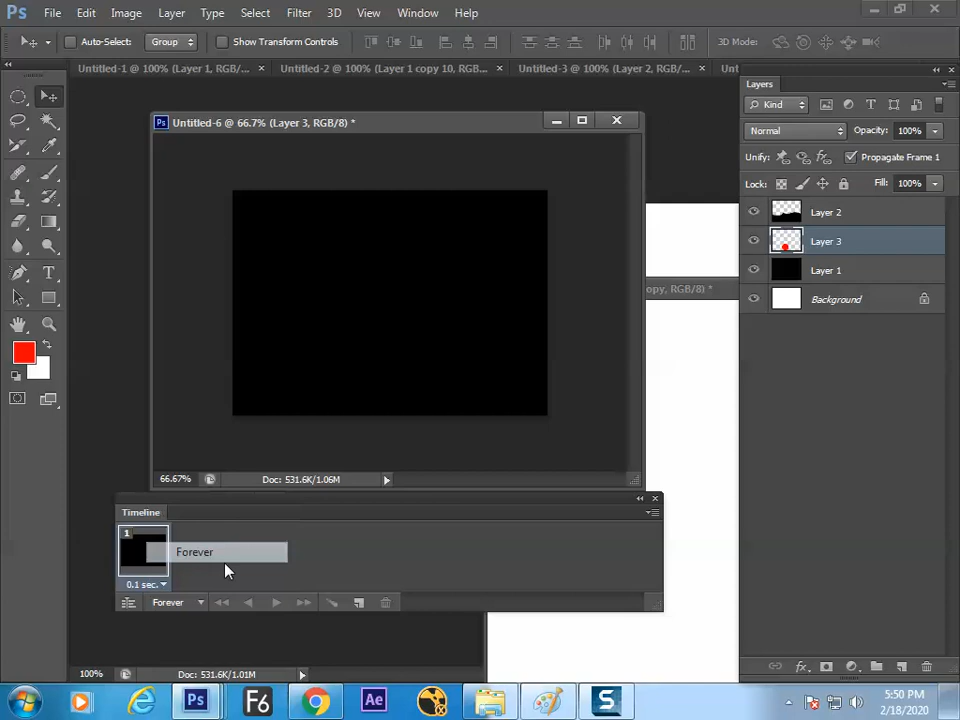 Ps File Edit Image Layer Type Select Filter 3D View Window Help
Auto-Select: Group Show Transform Controls 3D Mode:
Untitled-1 @ 100% (Layer 1, RGB/... × Untitled-2 @ 100% (Layer 1 copy 10, RGB/... × Untitled-3 @ 100% (Layer 2, RGB/... × Unt
Layers
Kind
Normal Opacity: 100%
Unify: Propagate Frame 1
Lock: Fill: 100%
Layer 2
Layer 3
Layer 1
Background
Ps Untitled-6 @ 66.7% (Layer 3, RGB/8) *
opy, RGB/8) *
66.67% Doc: 531.6K/1.06M
Timeline
1
Forever
0.1 sec.
Forever
100% Doc: 531.6K/1.01M
Ps F6 Ae S
5:50 PM
2/18/2020